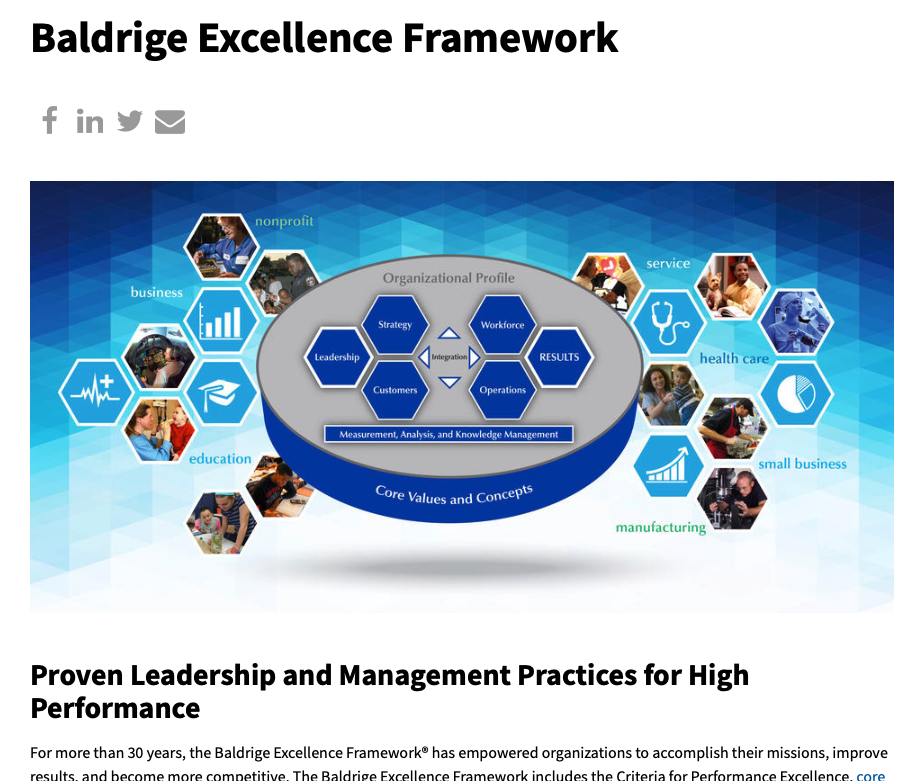 Baldrige Excellence Framework
nonprofit
business
education
Organizational Profile
Strategy
Workforce
Leadership
Integration
RESULTS
Customers
Operations
Measurement, Analysis, and Knowledge Management
Core Values and Concepts
service
health care
small business
manufacturing
Proven Leadership and Management Practices for High
Performance
For more than 30 years, the Baldrige Excellence Framework® has empowered organizations to accomplish their missions, improve
results, and become more competitive. The Baldrige Excellence Framework includes the Criteria for Performance Excellence, core